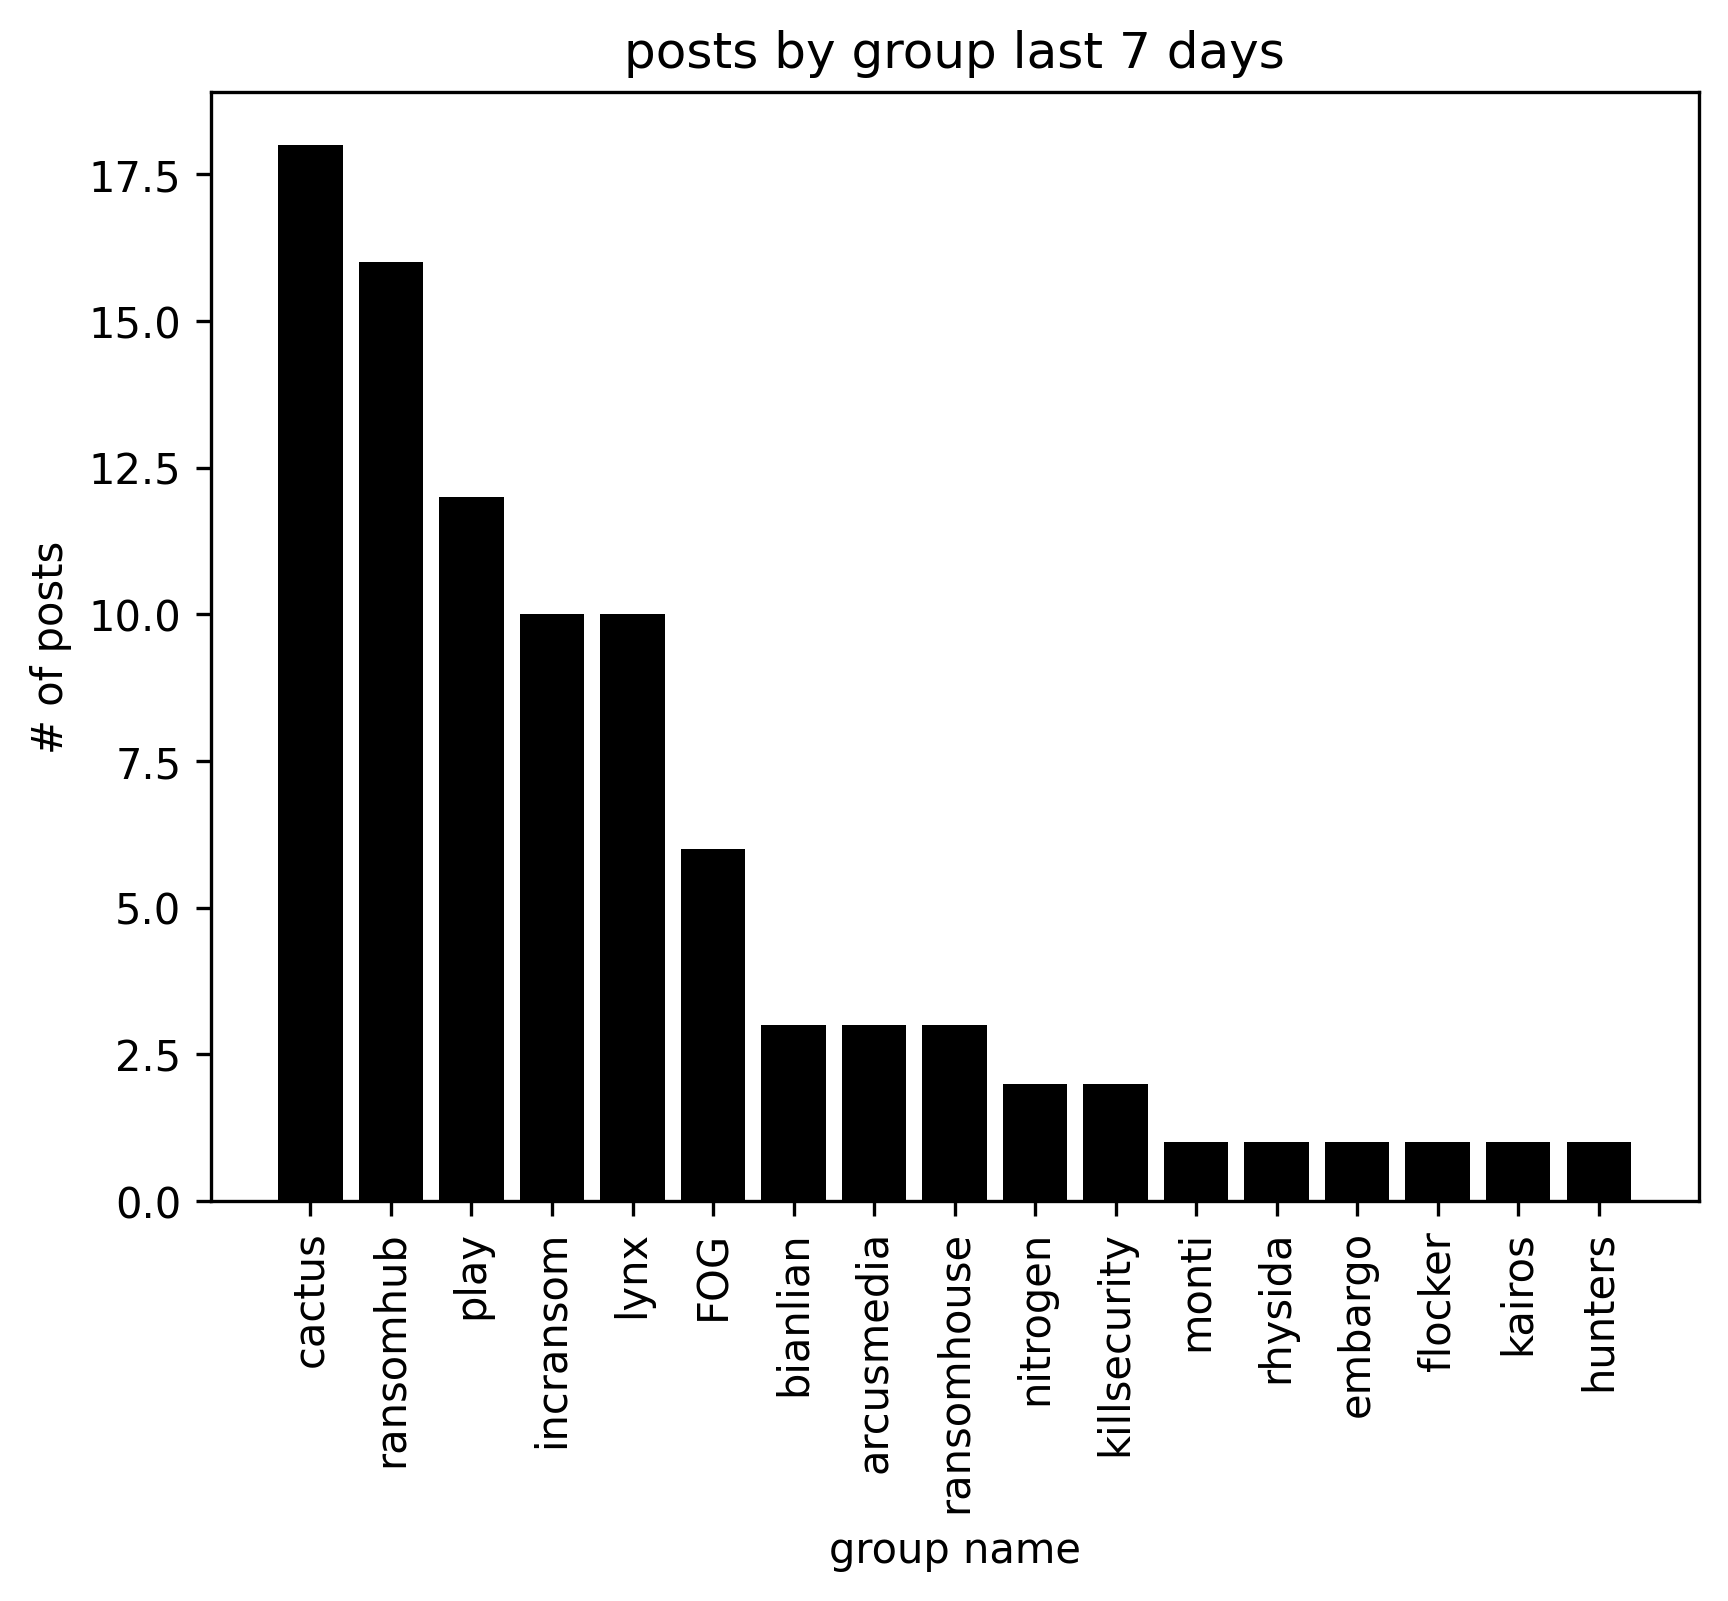 posts by group last 7 days
# of posts
17.5
15.0
12.5
10.0
7.5
5.0
2.5
0.0
cactus
ransomhub
play
incransom
lynx
FOG
bianlian
arcusmedia
ransomhouse
nitrogen
killsecurity
monti
rhysida
embargo
flocker
kairos
hunters
group name